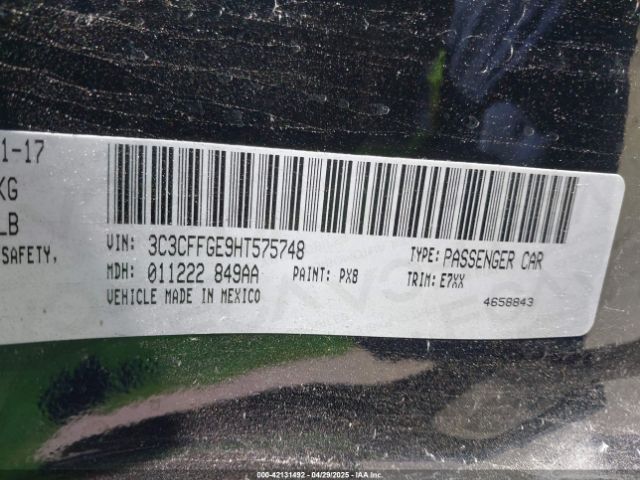 1-17
KG
LB
SAFETY,
VIN: 3C3CFFGE9HT575748
TYPE: PASSENGER CAR
MDH: 011222 849AA
PAINT: PX8
TRIM: E7XX
VEHICLE MADE IN MEXICO
4658843
000-42131492 04/29/2025 - IAA Inc.